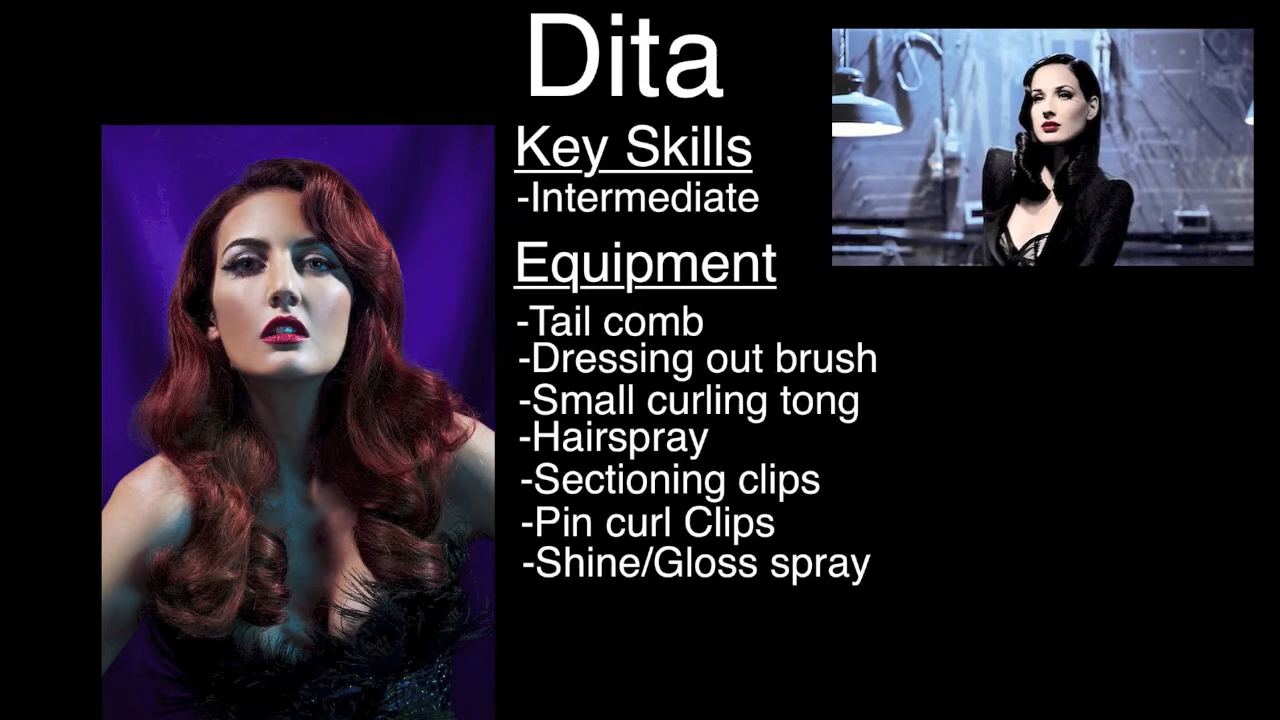 Dita
Key Skills
-Intermediate
Equipment
-Tail comb
-Dressing out brush
-Small curling tong
-Hairspray
-Sectioning clips
-Pin curl Clips
-Shine/Gloss spray